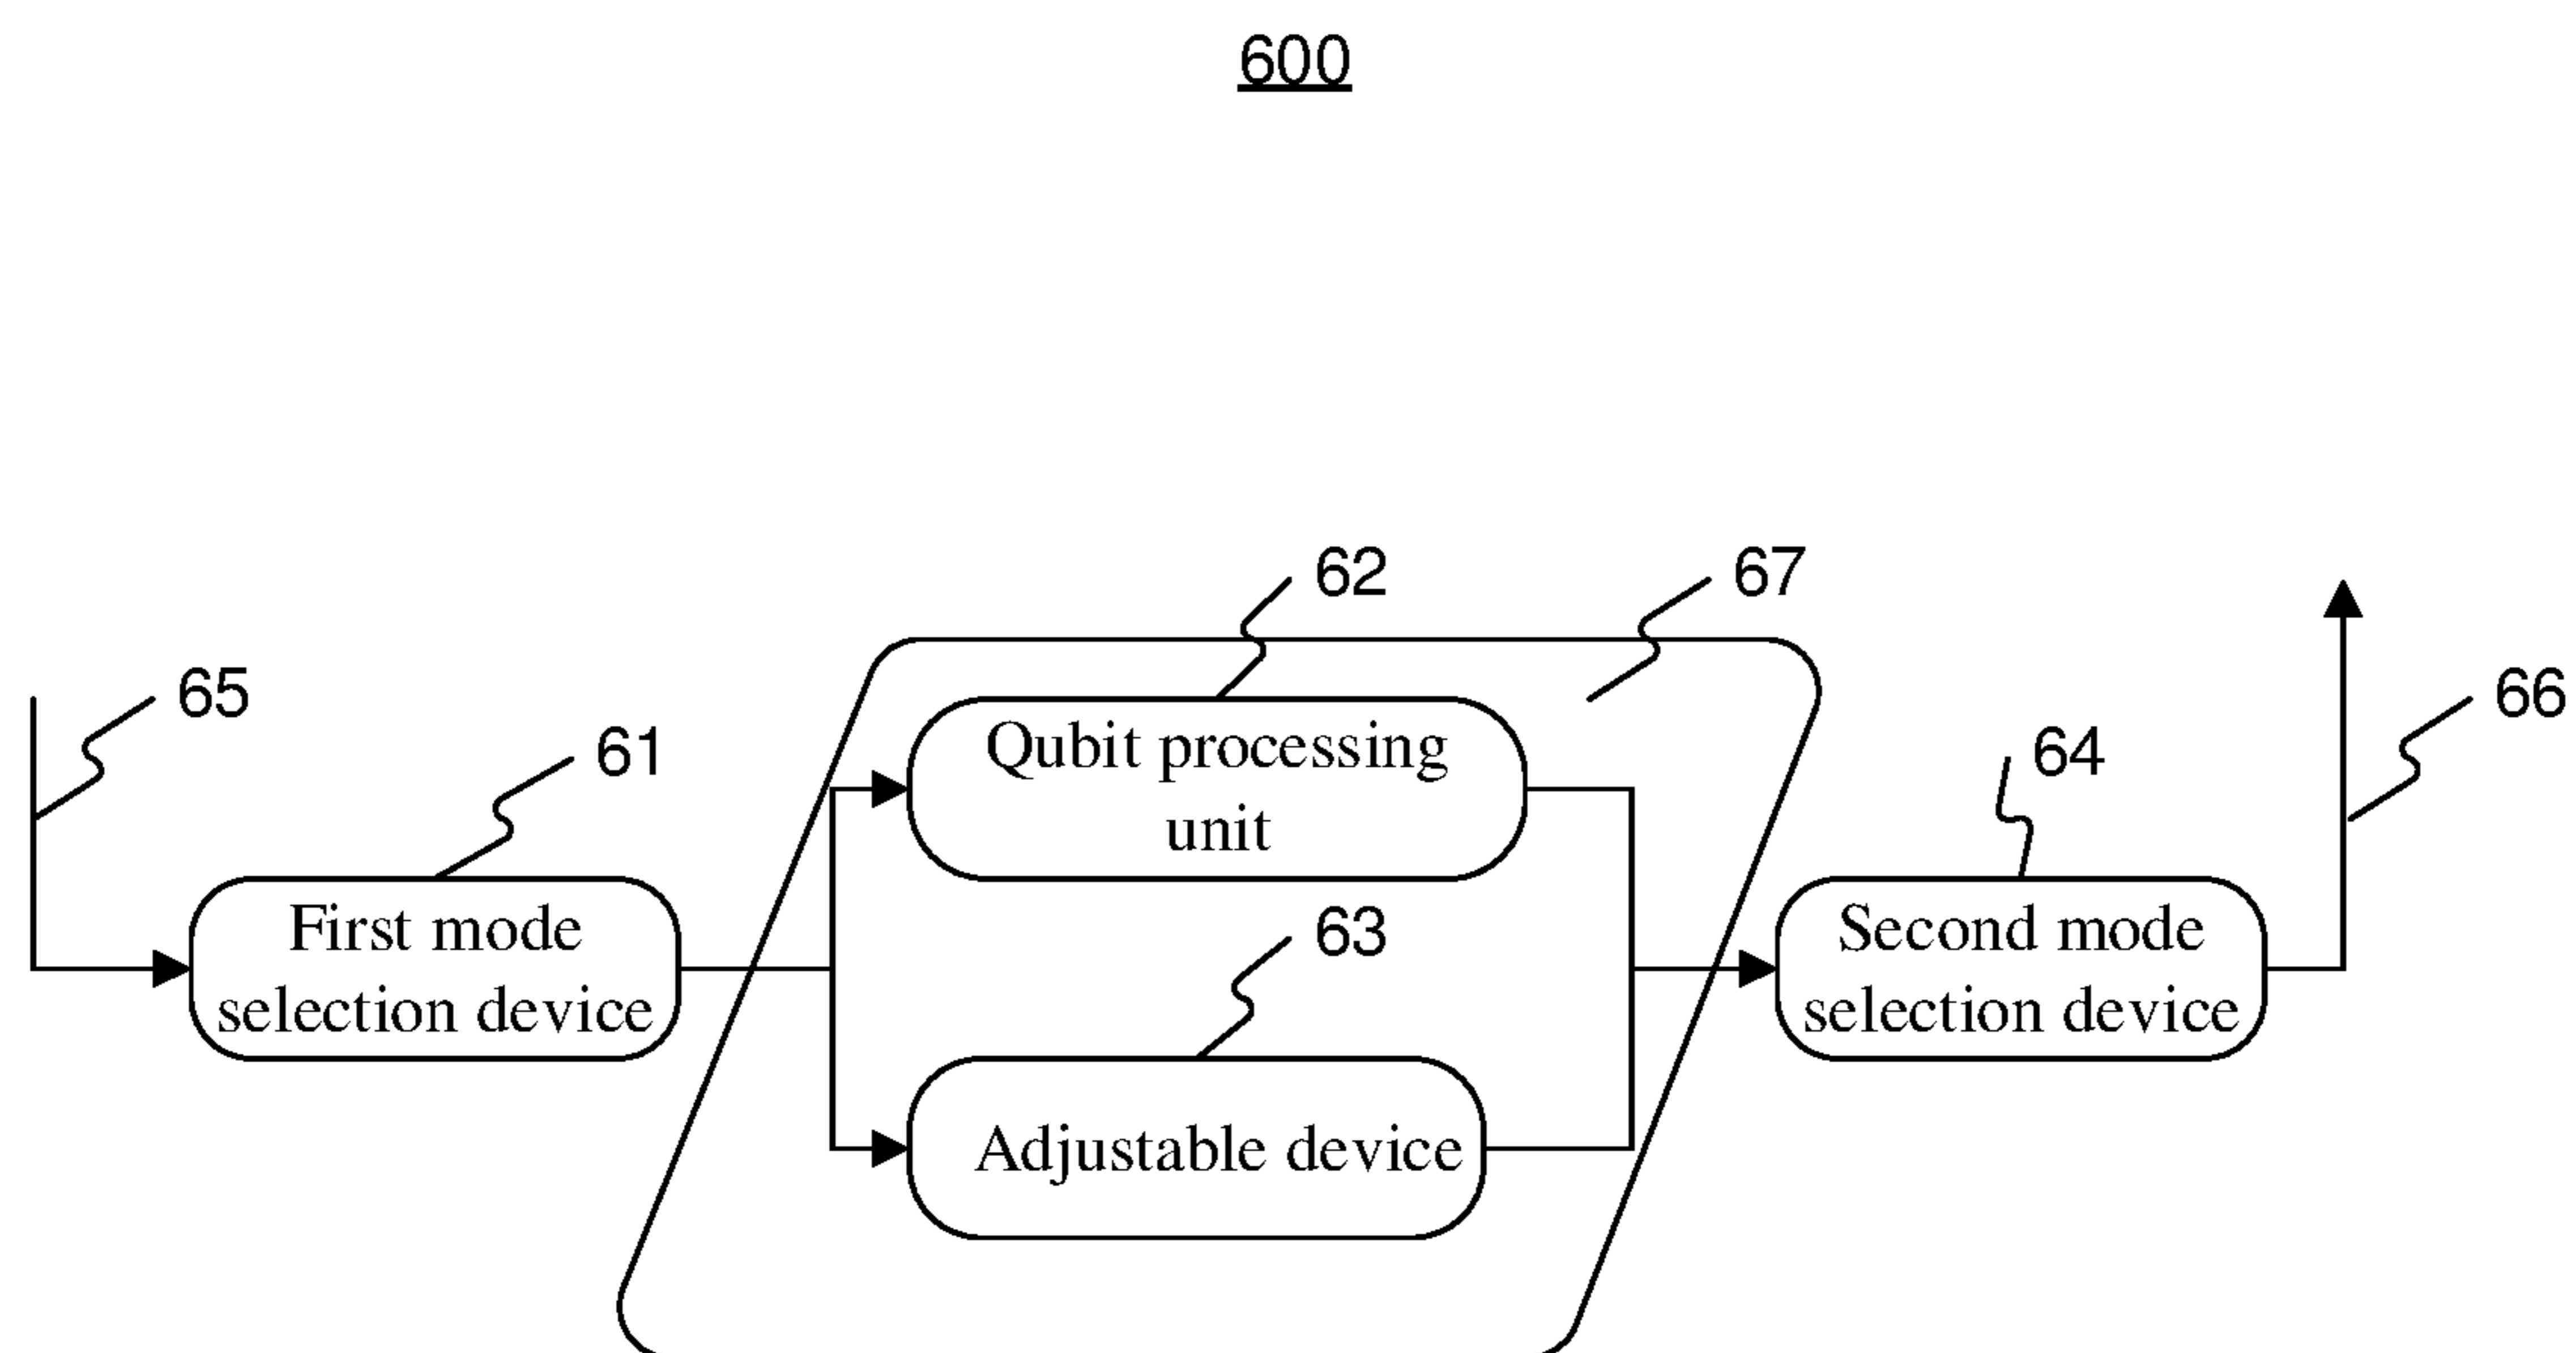 600
62
67
65
66
61
64
Qubit processing
unit
First mode
selection device
63
Second mode
selection device
Adjustable device